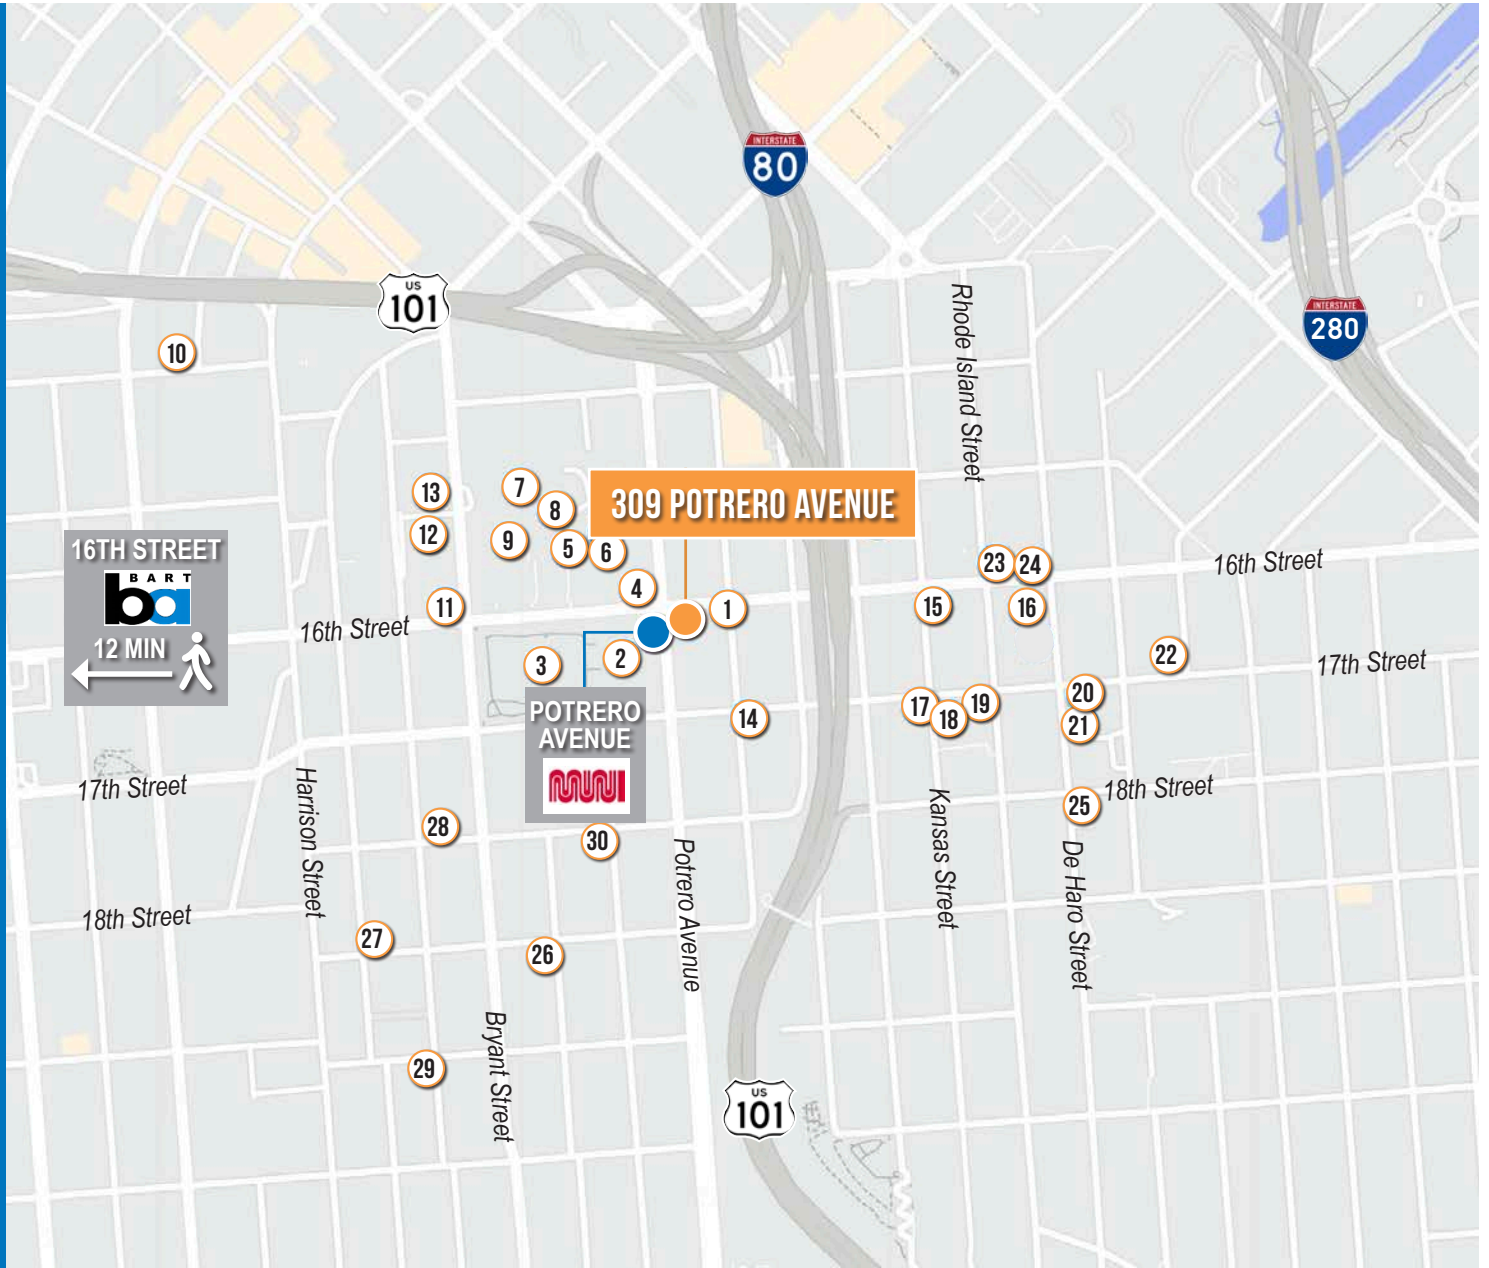 INTERSTATE
80
INTERSTATE
280
US
101
10
Rhode Island Street
309 POTRERO AVENUE
7
13
8
12
9
5
6
4
11
1
23
24
15
16
16th Street
16th Street
16TH STREET
BART
ba
12 MIN
3
2
22
17th Street
POTRERO
AVENUE
MUNI
14
17
18
19
20
21
17th Street
Harrison Street
28
30
Potrero Avenue
Kansas Street
25
18th Street
De Haro Street
18th Street
27
26
Bryant Street
29
US
101